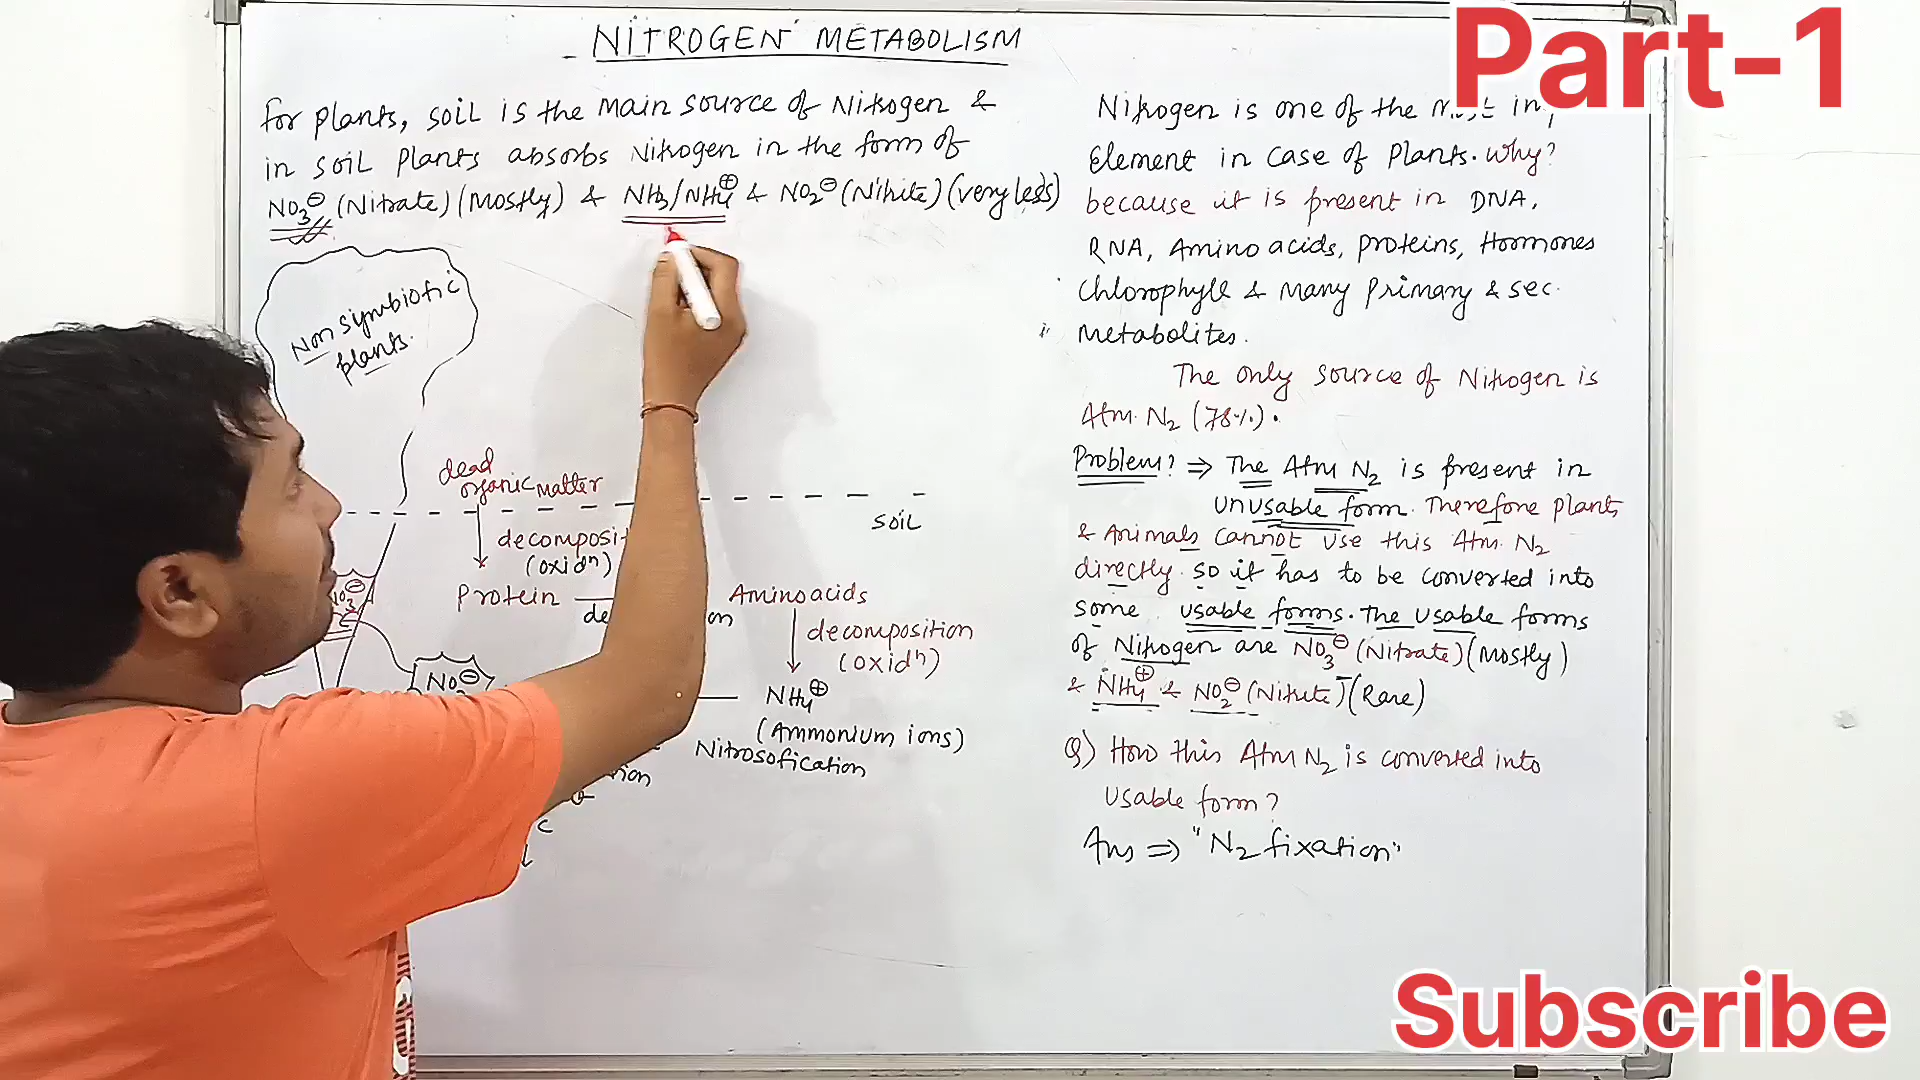 NITROGEN METABOLISM
Part-1
For plants, soil is the main source of Nitrogen &
in soil plants absorbs Nitrogen in the form of
NO3⊖ (Nitrate) (Mostly) & NH3/NH4⊕ & NO2⊖ (Nitrite) (very less)
Non symbiotic
plants.
dead
organic matter
soil
decomposit
(oxidⁿ)
Protein
de
on
Aminoacids
decomposition
(oxidⁿ)
NO3⊖
NO⊖
NH4⊕
(Ammonium ions)
Nitrosofication
Nitrogen is one of the most
Element in case of plants. Why?
because it is present in DNA,
RNA, Amino acids, Proteins, Hormones
Chlorophyll & many primary & sec.
metabolites.
The only source of Nitrogen is
Atm. N2 (78%).
Problem? ⇒ The Atm N2 is present in
unusable form. Therefore plants
& Animals cannot use this Atm. N2
directly. so it has to be converted into
some usable forms. The usable forms
of Nitrogen are NO3⊖ (Nitrate) (mostly)
& NH4⊕ & NO2⊖ (Nitrite) (Rare)
Q) How this Atm N2 is converted into
usable form?
Ans ⇒ "N2 fixation"
Subscribe